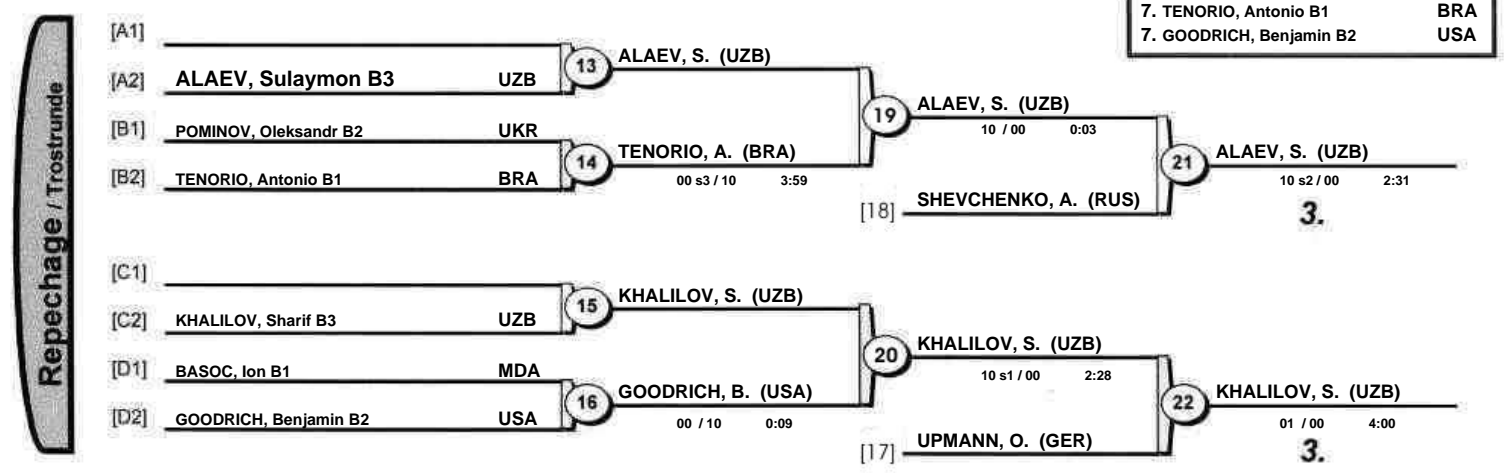 7. TENORIO, Antonio B1 BRA
7. GOODRICH, Benjamin B2 USA
Repechage / Trostrunde
[A1]
[A2] ALAEV, Sulaymon B3 UZB
13 ALAEV, S. (UZB)
[B1] POMINOV, Oleksandr B2 UKR
[B2] TENORIO, Antonio B1 BRA
14 TENORIO, A. (BRA)
00 s3 / 10 3:59
19 ALAEV, S. (UZB)
10 / 00 0:03
[18] SHEVCHENKO, A. (RUS)
21 ALAEV, S. (UZB)
10 s2 / 00 2:31
3.
[C1]
[C2] KHALILOV, Sharif B3 UZB
15 KHALILOV, S. (UZB)
[D1] BASOC, Ion B1 MDA
[D2] GOODRICH, Benjamin B2 USA
16 GOODRICH, B. (USA)
00 / 10 0:09
20 KHALILOV, S. (UZB)
10 s1 / 00 2:28
[17] UPMANN, O. (GER)
22 KHALILOV, S. (UZB)
01 / 00 4:00
3.